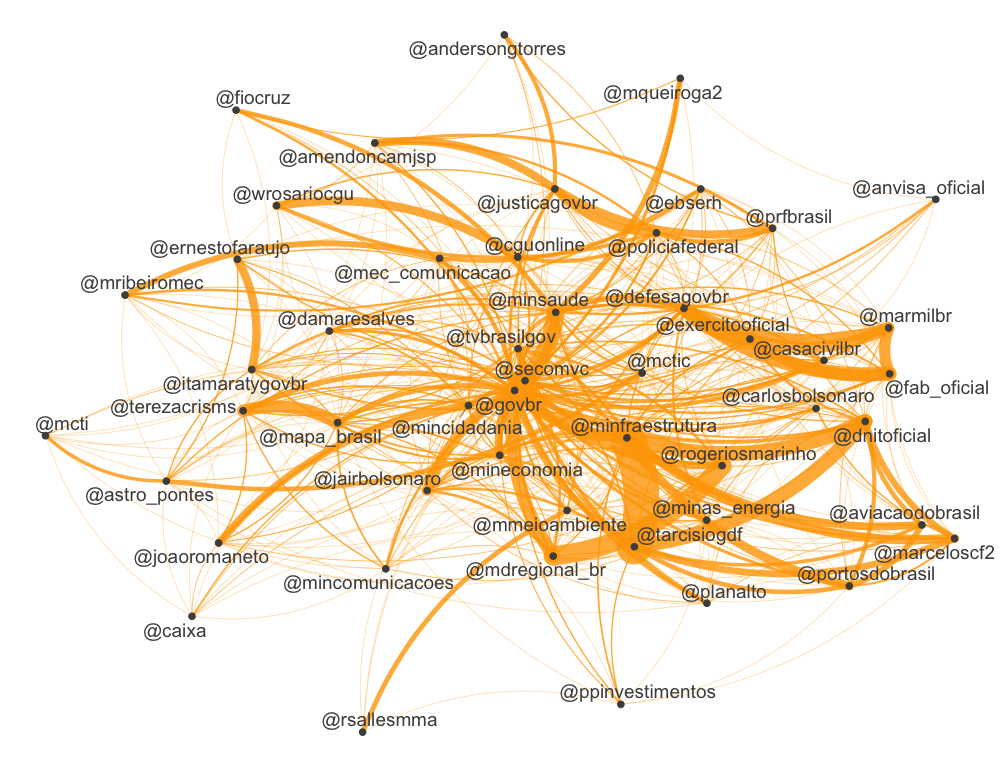 @andersongtorres
@mqueiroga2
@fiocruz
@amendoncamjsp
@anvisa_oficial
@wrosariocgu
@justicagovbr
@ebserh
@prfbrasil
@ernestofaraujo
@cguonline
@policiafederal
@mec_comunicacao
@mribeiromec
@minsaude
@defesagovbr
@damaresalves
@exercitooficial
@marmilbr
@tvbrasilgov
@casacivilbr
@secomvc
@mctic
@itamaratygovbr
@fab_oficial
@carlosbolsonaro
@terezacrisms
@govbr
@mcti
@mapa_brasil
@mincidadania
@minfraestrutura
@dnitoficial
@rogeriosmarinho
@mineconomia
@jairbolsonaro
@astro_pontes
@minas_energia
@aviacaodobrasil
@mmeioambiente
@tarcisiogdf
@joaoromaneto
@marceloscf2
@mdregional_br
@portosdobrasil
@mincomunicacoes
@planalto
@caixa
@ppinvestimentos
@rsallesmma